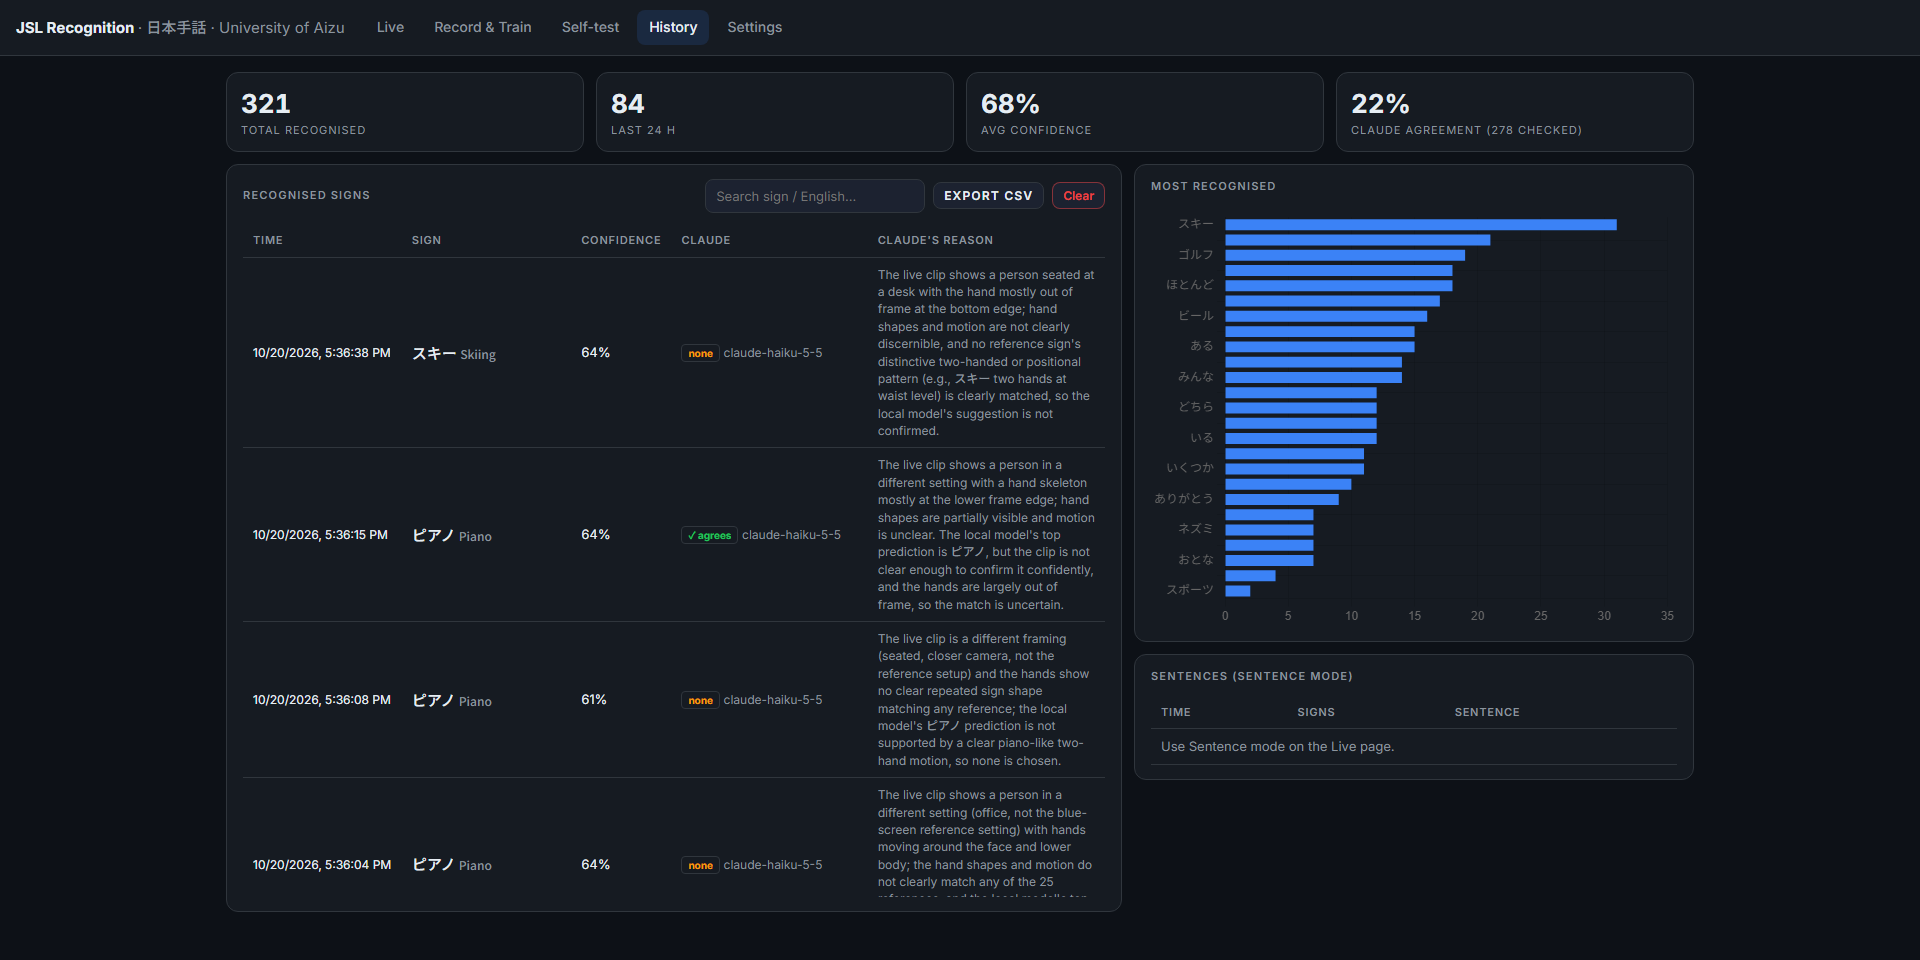 JSL Recognition · 日本手話 · University of Aizu
Live
Record & Train
Self-test
History
Settings
321
TOTAL RECOGNISED
84
LAST 24 H
68%
AVG CONFIDENCE
22%
CLAUDE AGREEMENT (278 CHECKED)
RECOGNISED SIGNS
Search sign / English...
EXPORT CSV
Clear
TIME
SIGN
CONFIDENCE
CLAUDE
CLAUDE'S REASON
10/20/2026, 5:36:38 PM
スキー Skiing
64%
none claude-haiku-5-5
The live clip shows a person seated at
a desk with the hand mostly out of
frame at the bottom edge; hand
shapes and motion are not clearly
discernible, and no reference sign's
distinctive two-handed or positional
pattern (e.g., スキー two hands at
waist level) is clearly matched, so the
local model's suggestion is not
confirmed.
10/20/2026, 5:36:15 PM
ピアノ Piano
64%
✓ agrees claude-haiku-5-5
The live clip shows a person in a
different setting with a hand skeleton
mostly at the lower frame edge; hand
shapes are partially visible and motion
is unclear. The local model's top
prediction is ピアノ, but the clip is not
clear enough to confirm it confidently,
and the hands are largely out of
frame, so the match is uncertain.
10/20/2026, 5:36:08 PM
ピアノ Piano
61%
none claude-haiku-5-5
The live clip is a different framing
(seated, closer camera, not the
reference setup) and the hands show
no clear repeated sign shape
matching any reference; the local
model's ピアノ prediction is not
supported by a clear piano-like two-
hand motion, so none is chosen.
10/20/2026, 5:36:04 PM
ピアノ Piano
64%
none claude-haiku-5-5
The live clip shows a person in a
different setting (office, not the blue-
screen reference setting) with hands
moving around the face and lower
body; the hand shapes and motion do
not clearly match any of the 25
MOST RECOGNISED
スキー
ゴルフ
ほとんど
ビール
ある
みんな
どちら
いる
いくつか
ありがとう
ネズミ
おとな
スポーツ
0 5 10 15 20 25 30 35
SENTENCES (SENTENCE MODE)
TIME
SIGNS
SENTENCE
Use Sentence mode on the Live page.